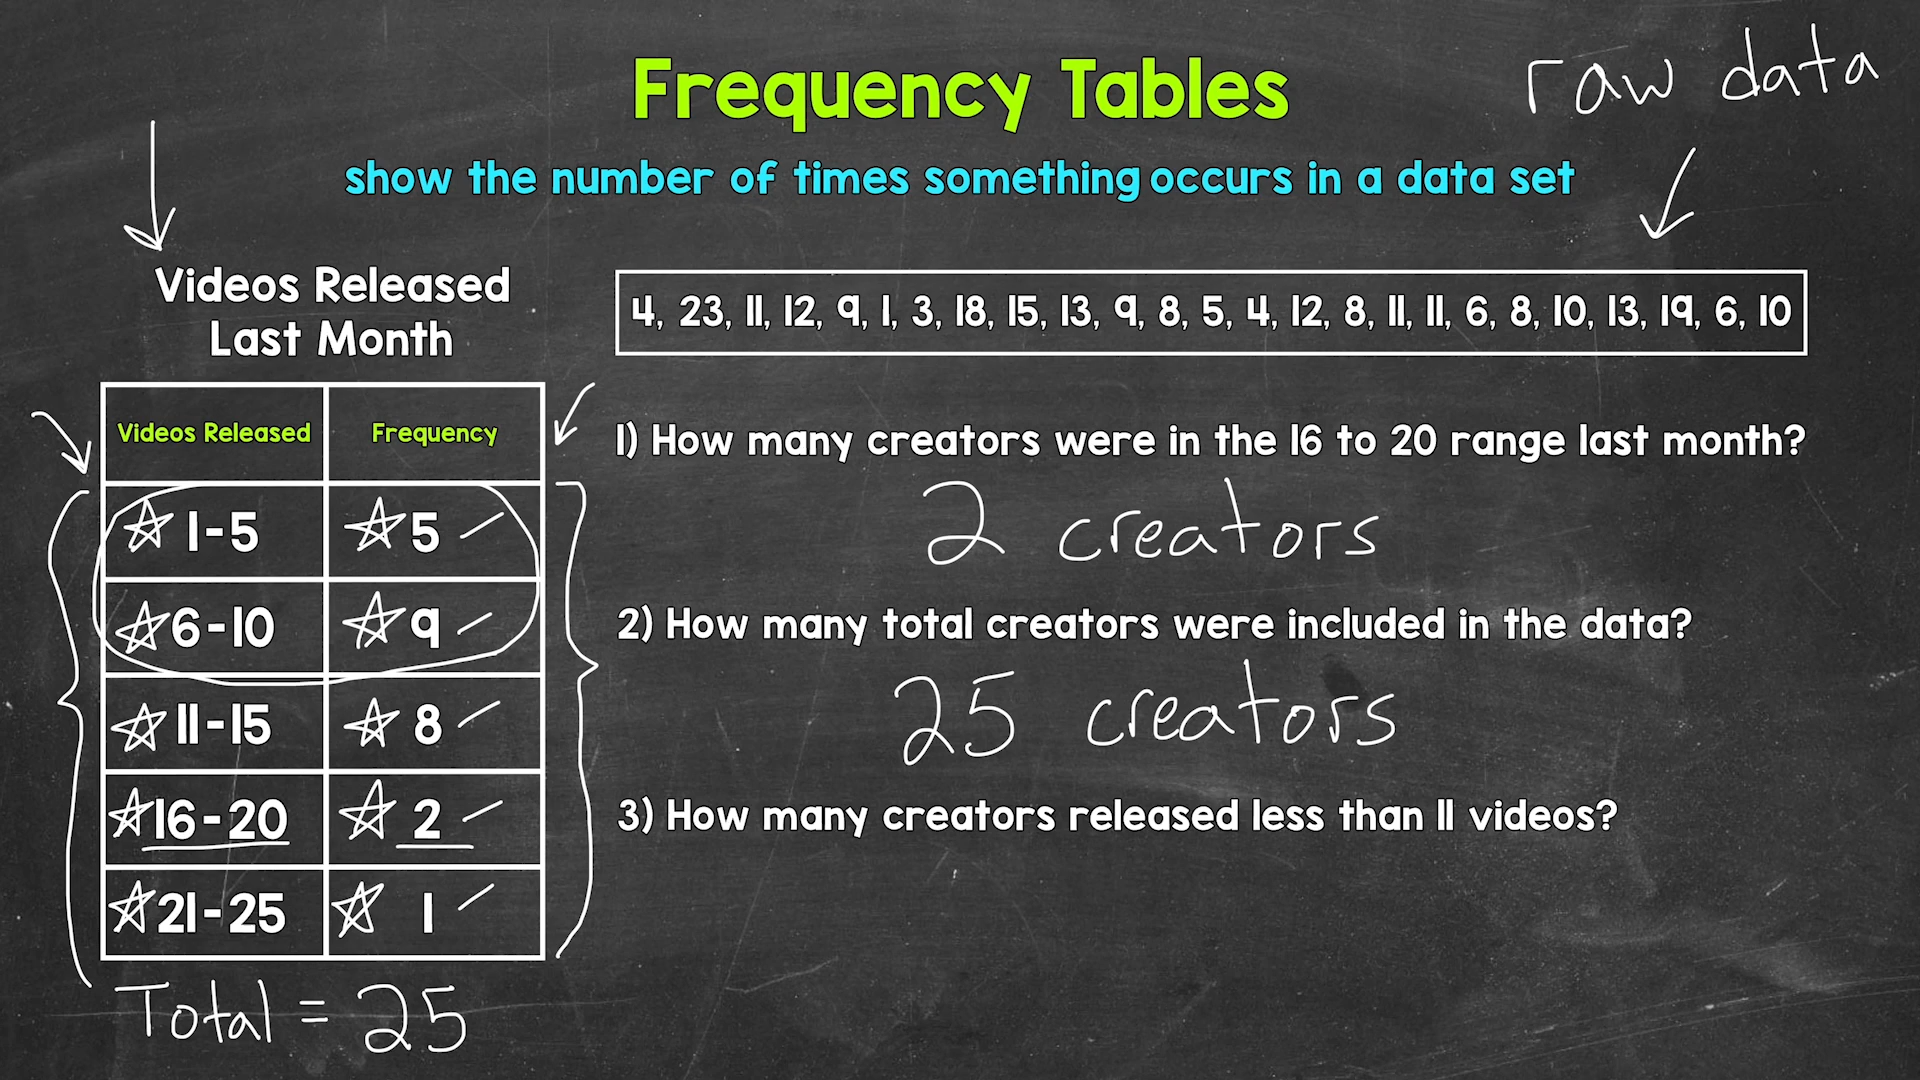 Frequency Tables
raw data
show the number of times something occurs in a data set
Videos Released
Last Month
4, 23, 11, 12, 9, 1, 3, 18, 15, 13, 9, 8, 5, 4, 12, 8, 11, 11, 6, 8, 10, 13, 19, 6, 10
Videos Released Frequency
1-5 5
6-10 9
11-15 8
16-20 2
21-25 1
Total = 25
1) How many creators were in the 16 to 20 range last month?
2 creators
2) How many total creators were included in the data?
25 creators
3) How many creators released less than 11 videos?